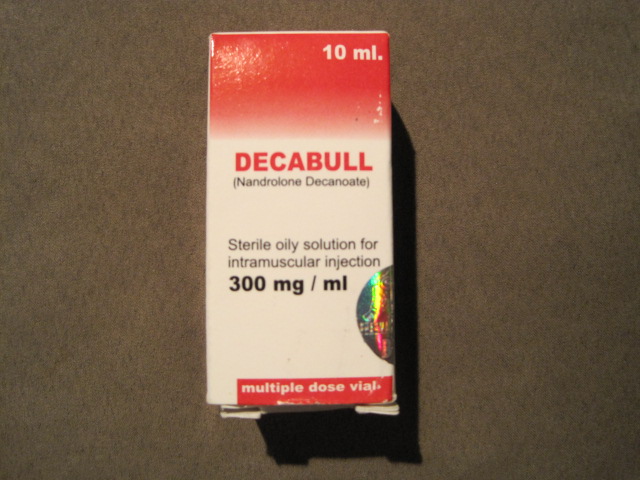 10 ml.
DECABULL
(Nandrolone Decanoate)
Sterile oily solution for
intramuscular injection
300 mg / ml
multiple dose vial.